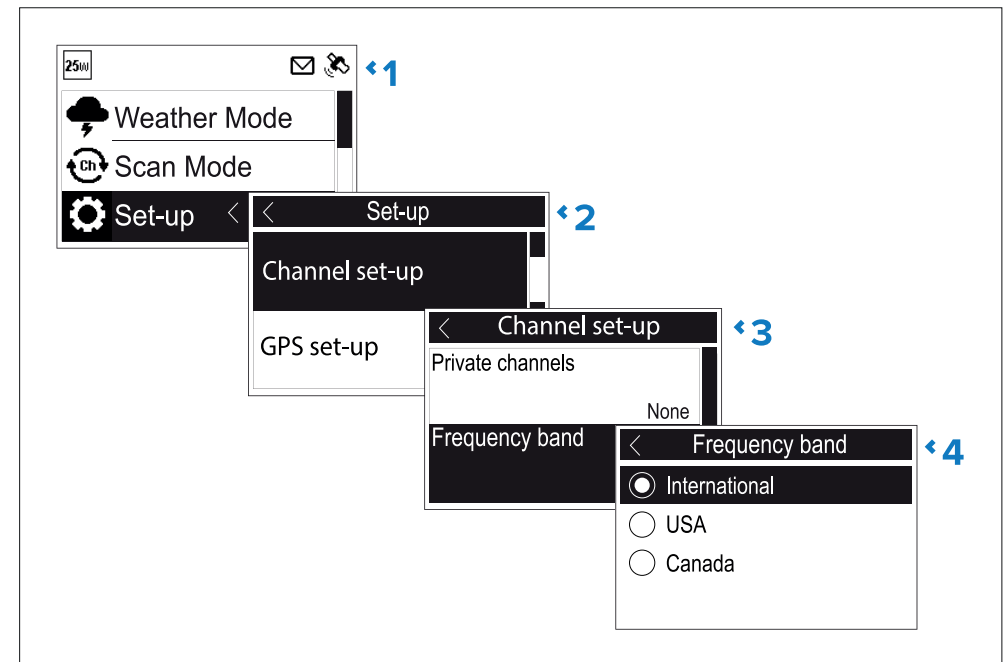 25W
1
Weather Mode
Ch
Scan Mode
Set-up
Set-up
2
Channel set-up
GPS set-up
Channel set-up
3
Private channels
None
Frequency band
Frequency band
4
International
USA
Canada